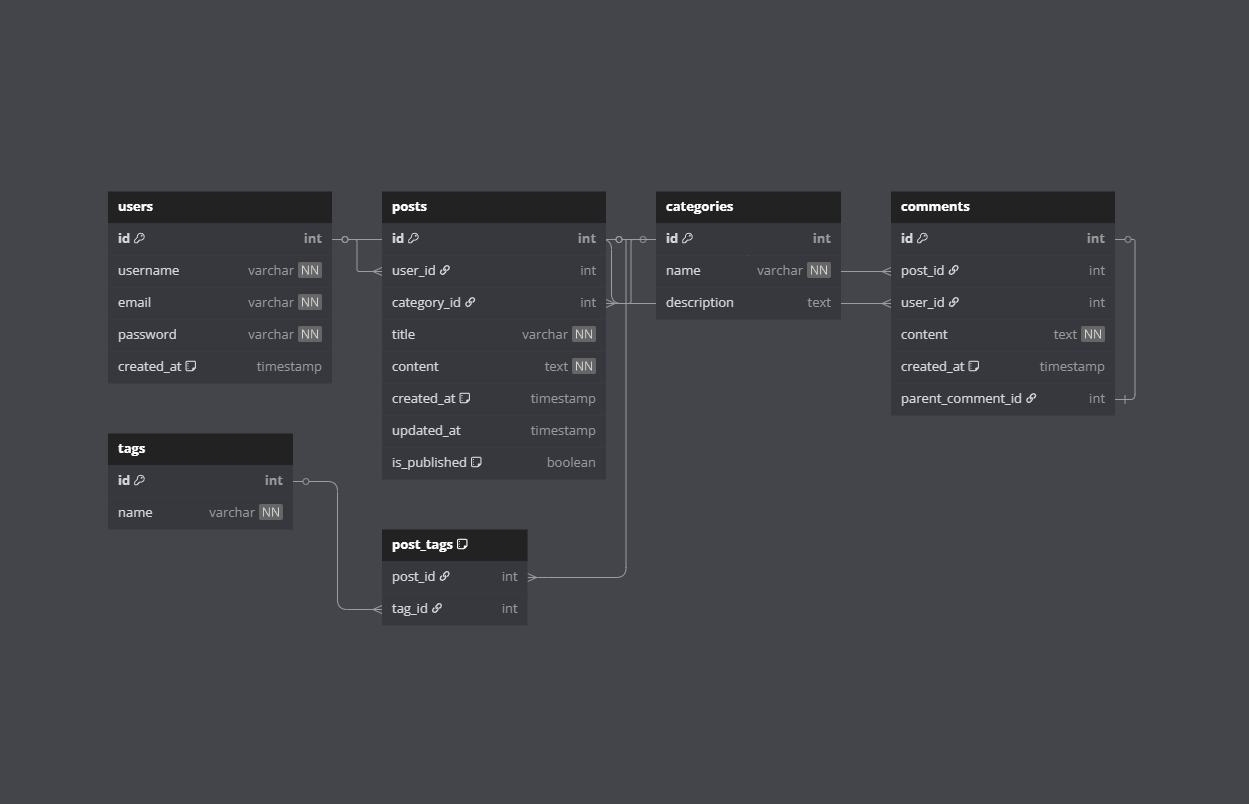 users
id int
username varchar NN
email varchar NN
password varchar NN
created_at timestamp
posts
id int
user_id int
category_id int
title varchar NN
content text NN
created_at timestamp
updated_at timestamp
is_published boolean
categories
id int
name varchar NN
description text
comments
id int
post_id int
user_id int
content text NN
created_at timestamp
parent_comment_id int
tags
id int
name varchar NN
post_tags
post_id int
tag_id int